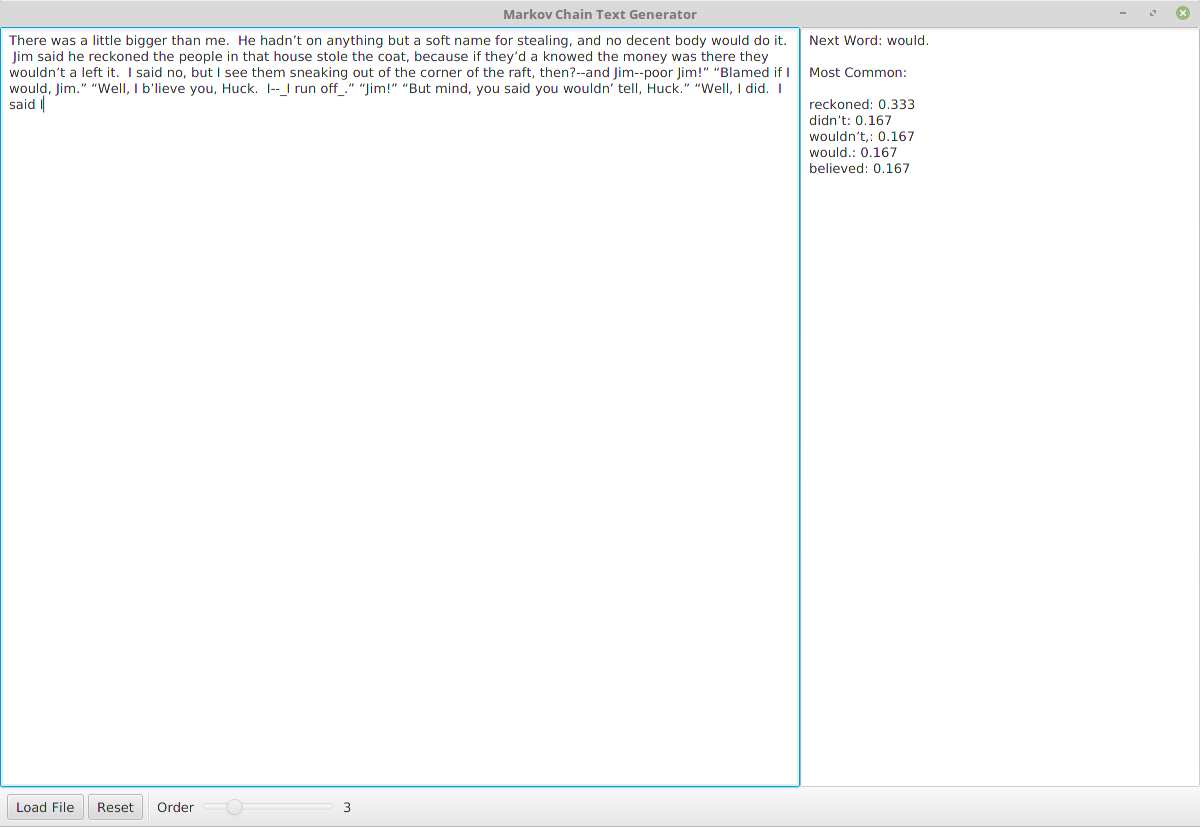 Markov Chain Text Generator
There was a little bigger than me.  He hadn’t on anything but a soft name for stealing, and no decent body would do it.
Jim said he reckoned the people in that house stole the coat, because if they’d a knowed the money was there they
wouldn’t a left it.  I said no, but I see them sneaking out of the corner of the raft, then?--and Jim--poor Jim!” “Blamed if I
would, Jim.” “Well, I b’lieve you, Huck.  I--_I run off_.” “Jim!” “But mind, you said you wouldn’ tell, Huck.” “Well, I did.  I
said I
Next Word: would.
Most Common:
reckoned: 0.333
didn’t: 0.167
wouldn’t,: 0.167
would.: 0.167
believed: 0.167
Load File Reset Order 3